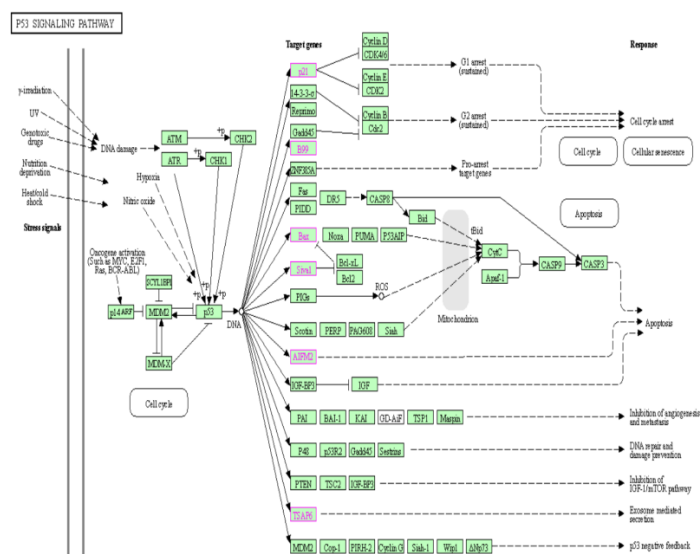 P53 SIGNALING PATHWAY
Target genes
Response
Stress signals
γ-irradiation
UV
Genotoxic
drugs
Nutrition
deprivation
Heat/cold
shock
DNA damage
ATM
ATR
+p
+p
CHK2
CHK1
Hypoxia
Nitric oxide
Oncogene activation
(Such as MYC, E2F1,
Ras, BCR-ABL)
SCYL1BP1
p14ARF
MDM2
+p
+p
+p
p53
MDM-X
DNA
Cell cycle
p21
Cyclin D
CDK4/6
Cyclin E
CDK2
G1 arrest
(sustained)
14-3-3-σ
Reprimo
Gadd45
B99
Cyclin B
Cdc2
G2 arrest
(sustained)
Cell cycle arrest
ZNF385A
Pro-arrest
target genes
Cell cycle
Cellular senescence
Fas
PIDD
DR5
CASP8
Bid
tBid
Apoptosis
Bax
Noxa
PUMA
P53AIP
Siva1
Bcl-xL
Bcl2
CytC
Apaf-1
CASP9
CASP3
PIGs
ROS
Mitochondrion
Scotin
PERP
PAG608
Siah
Apoptosis
AIFM2
IGF-BP3
IGF
PAI
BAI-1
KAI
GD-AiF
TSP1
Maspin
Inhibition of angiogenesis
and metastasis
P48
p53R2
Gadd45
Sestrins
DNA repair and
damage prevention
PTEN
TSC2
IGF-BP3
Inhibition of
IGF-1/mTOR pathway
TSAP6
Exosome mediated
secretion
MDM2
Cop-1
PIRH-2
Cyclin G
Siah-1
Wip1
ΔNp73
p53 negative feedback